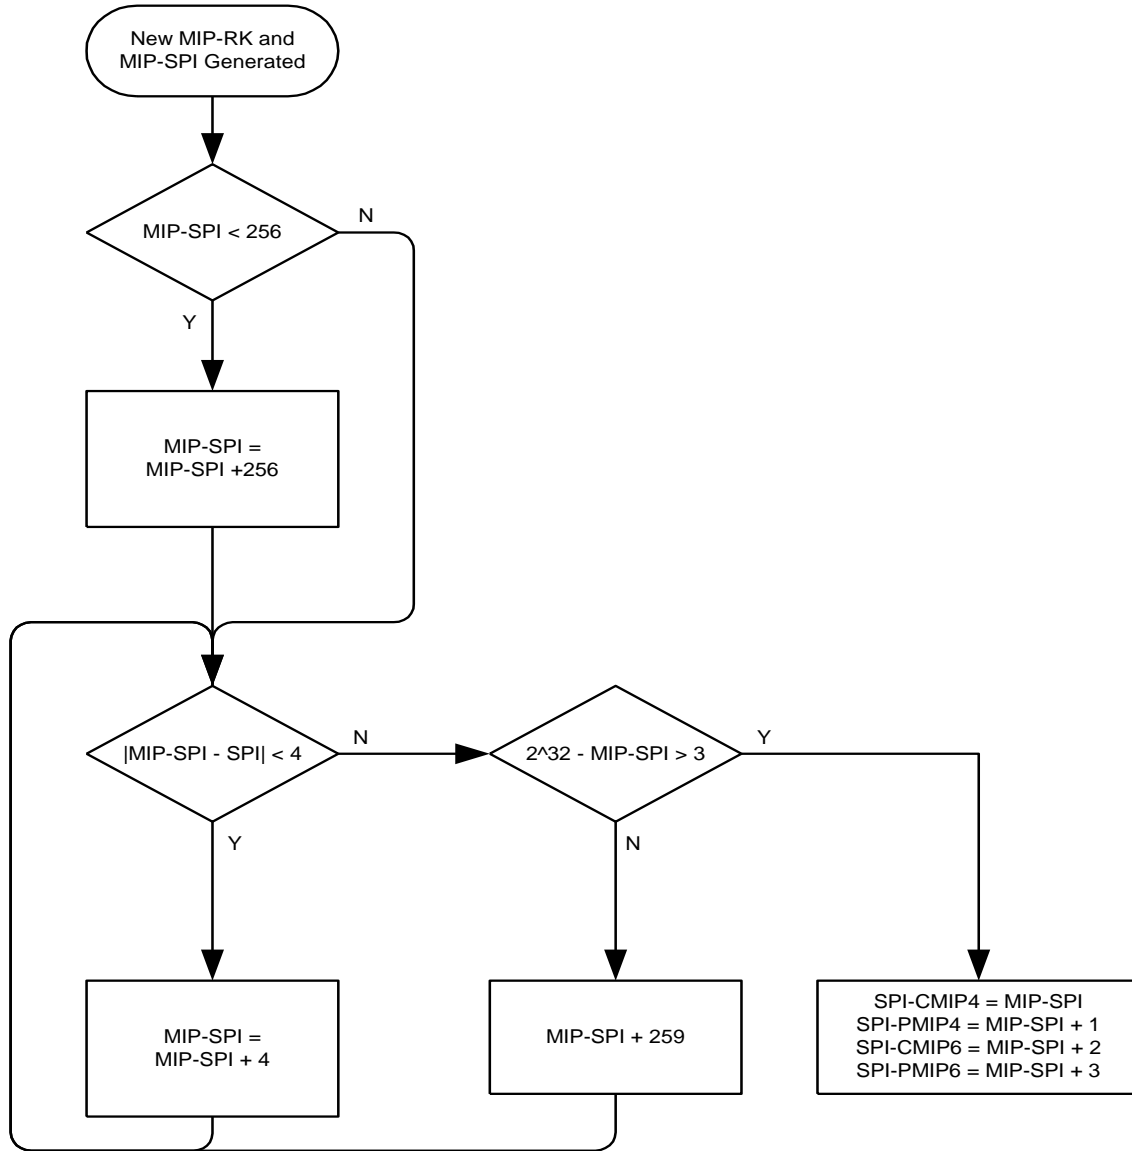 New MIP-RK and
MIP-SPI Generated
MIP-SPI < 256
N
Y
MIP-SPI =
MIP-SPI +256
|MIP-SPI - SPI| < 4
N
2^32 - MIP-SPI > 3
Y
Y
N
MIP-SPI =
MIP-SPI + 4
MIP-SPI + 259
SPI-CMIP4 = MIP-SPI
SPI-PMIP4 = MIP-SPI + 1
SPI-CMIP6 = MIP-SPI + 2
SPI-PMIP6 = MIP-SPI + 3